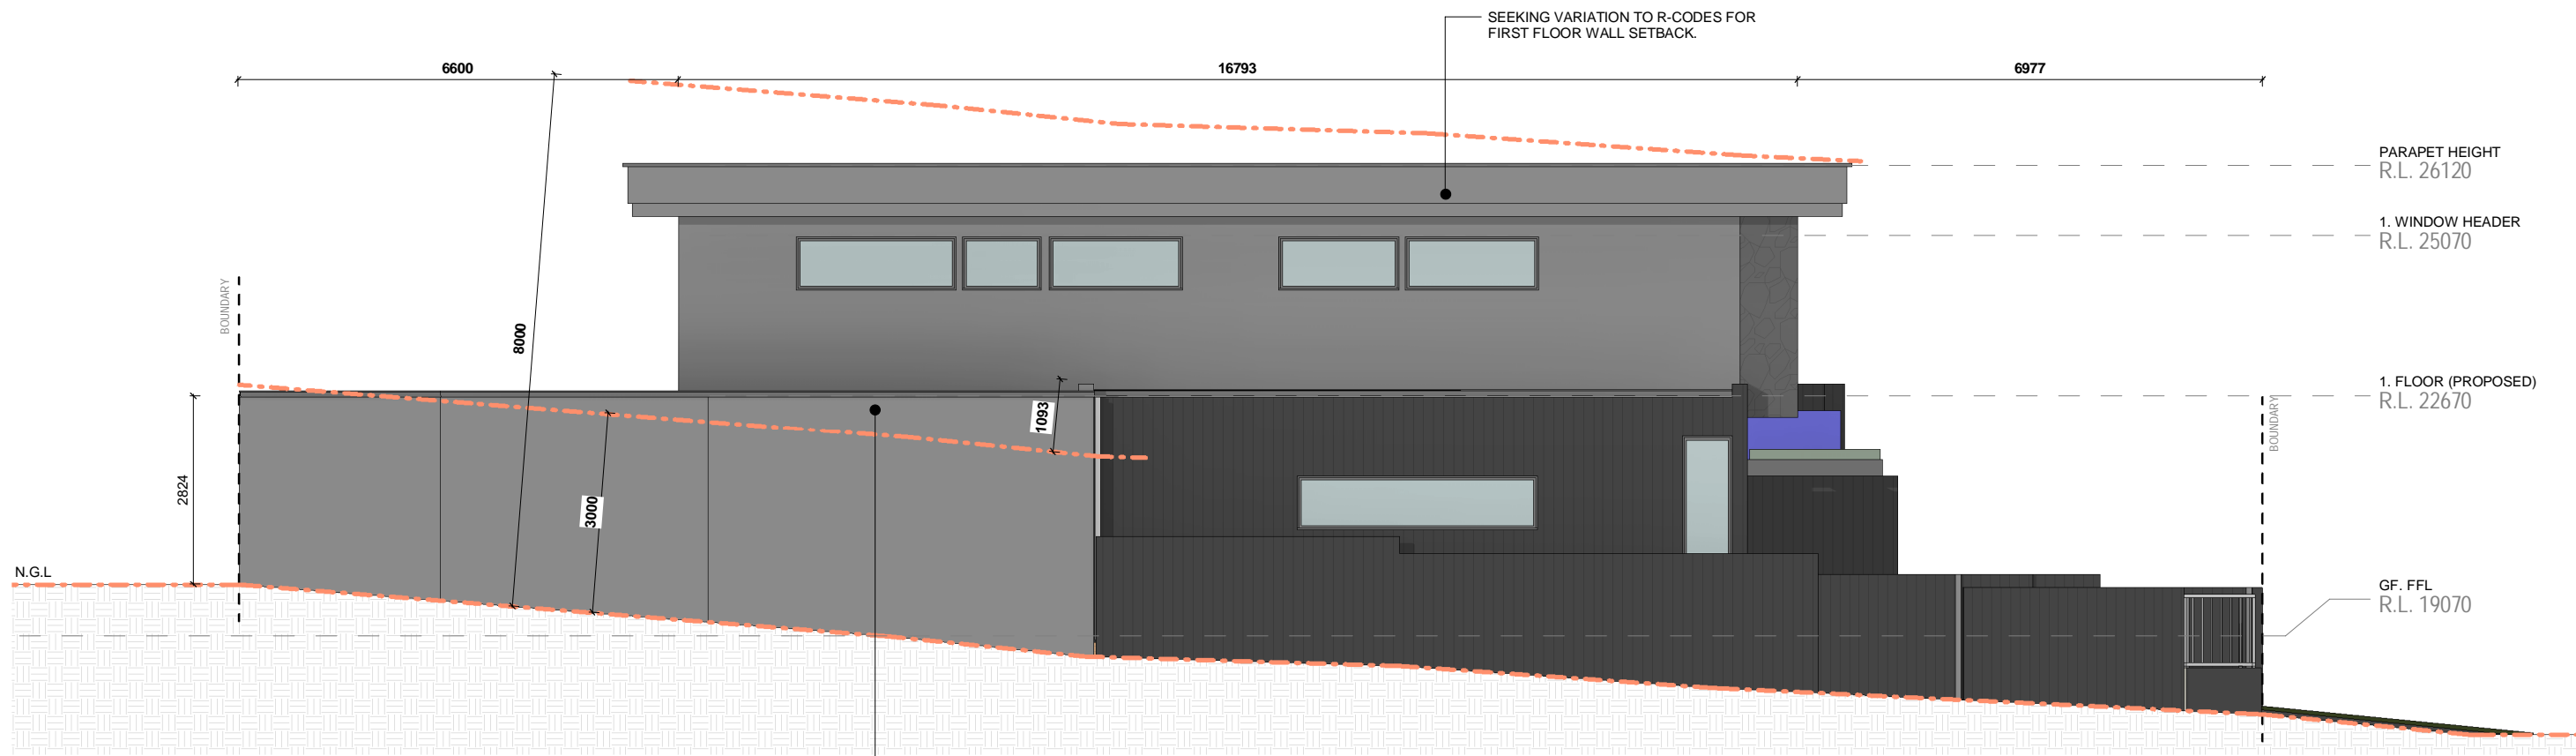 SEEKING VARIATION TO R-CODES FOR
FIRST FLOOR WALL SETBACK.
6600
16793
6977
PARAPET HEIGHT
R.L. 26120
1. WINDOW HEADER
R.L. 25070
BOUNDARY
8000
1. FLOOR (PROPOSED)
R.L. 22670
1093
BOUNDARY
2824
3000
N.G.L
GF. FFL
R.L. 19070